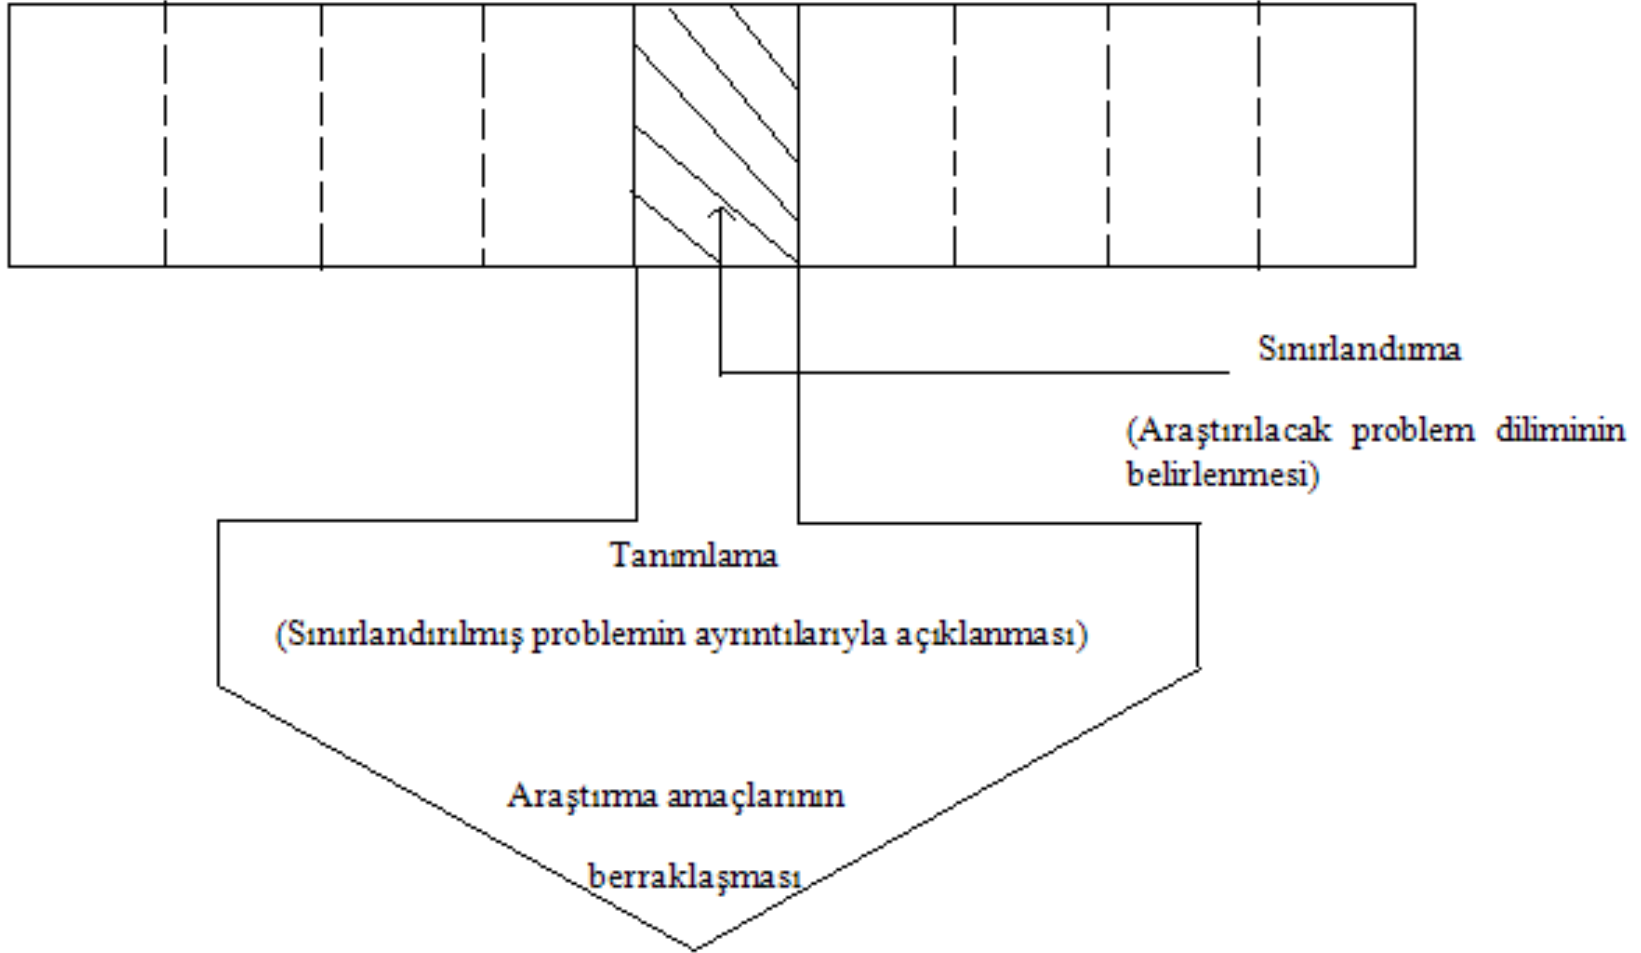 Sınırlandırma
(Araştırılacak problem diliminin
belirlenmesi)
Tanımlama
(Sınırlandırılmış problemin ayrıntılarıyla açıklanması)
Araştırma amaçlarının
berraklaşması